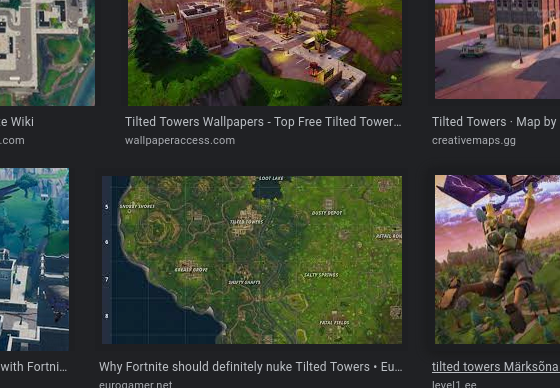 e Wiki
.com
Tilted Towers Wallpapers - Top Free Tilted Tower...
wallpaperaccess.com
Tilted Towers · Map by
creativemaps.gg
LOOT LAKE
SNOBBY SHORES
TILTED TOWERS
DUSTY DEPOT
RETAIL ROW
GREASY GROVE
SHIFTY SHAFTS
SALTY SPRINGS
FATAL FIELDS
5
6
7
8
with Fortni...
Why Fortnite should definitely nuke Tilted Towers • Eu...
eurogamer.net
tilted towers Märksõna
level1.ee